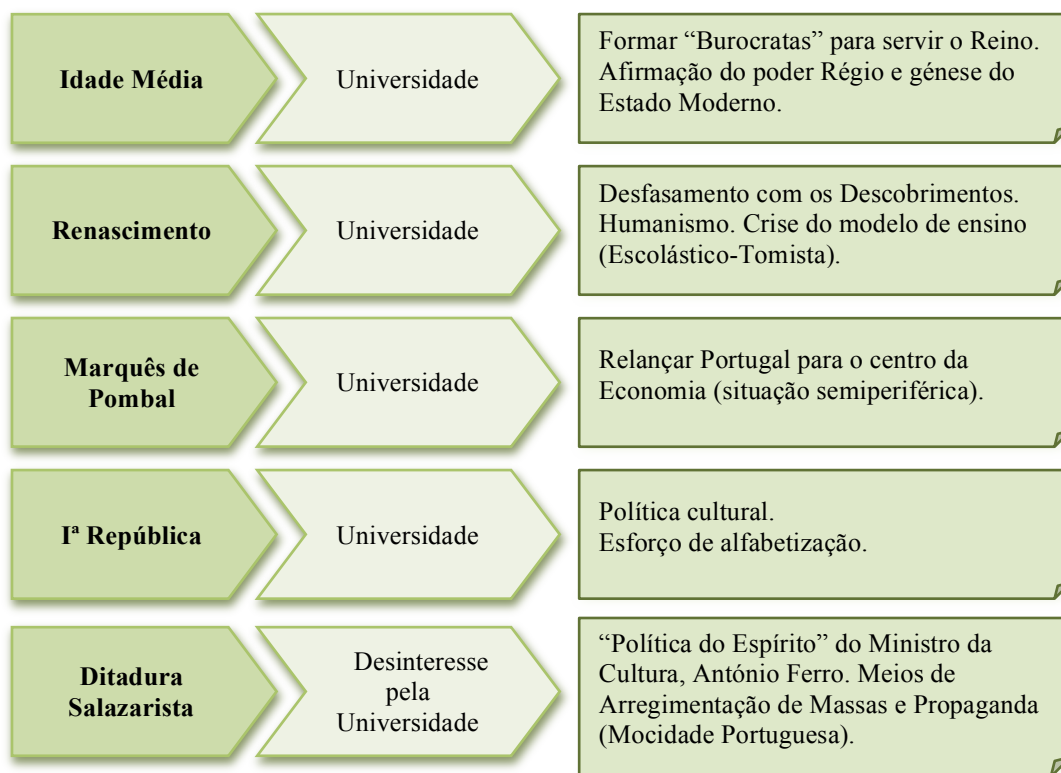 Idade Média
Universidade
Formar “Burocratas” para servir o Reino.
Afirmação do poder Régio e génese do
Estado Moderno.
Renascimento
Universidade
Desfasamento com os Descobrimentos.
Humanismo. Crise do modelo de ensino
(Escolástico-Tomista).
Marquês de
Pombal
Universidade
Relançar Portugal para o centro da
Economia (situação semiperiférica).
Iª República
Universidade
Política cultural.
Esforço de alfabetização.
Ditadura
Salazarista
Desinteresse
pela
Universidade
“Política do Espírito” do Ministro da
Cultura, António Ferro. Meios de
Arregimentação de Massas e Propaganda
(Mocidade Portuguesa).